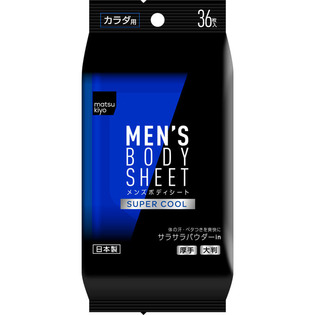 カラダ用
36枚入
matsu
kiyo
MEN'S
BODY
SHEET
メンズボディシート
SUPER COOL
体の汗・ベタつきを爽快に
サラサラパウダーin
日本製
厚手 大判